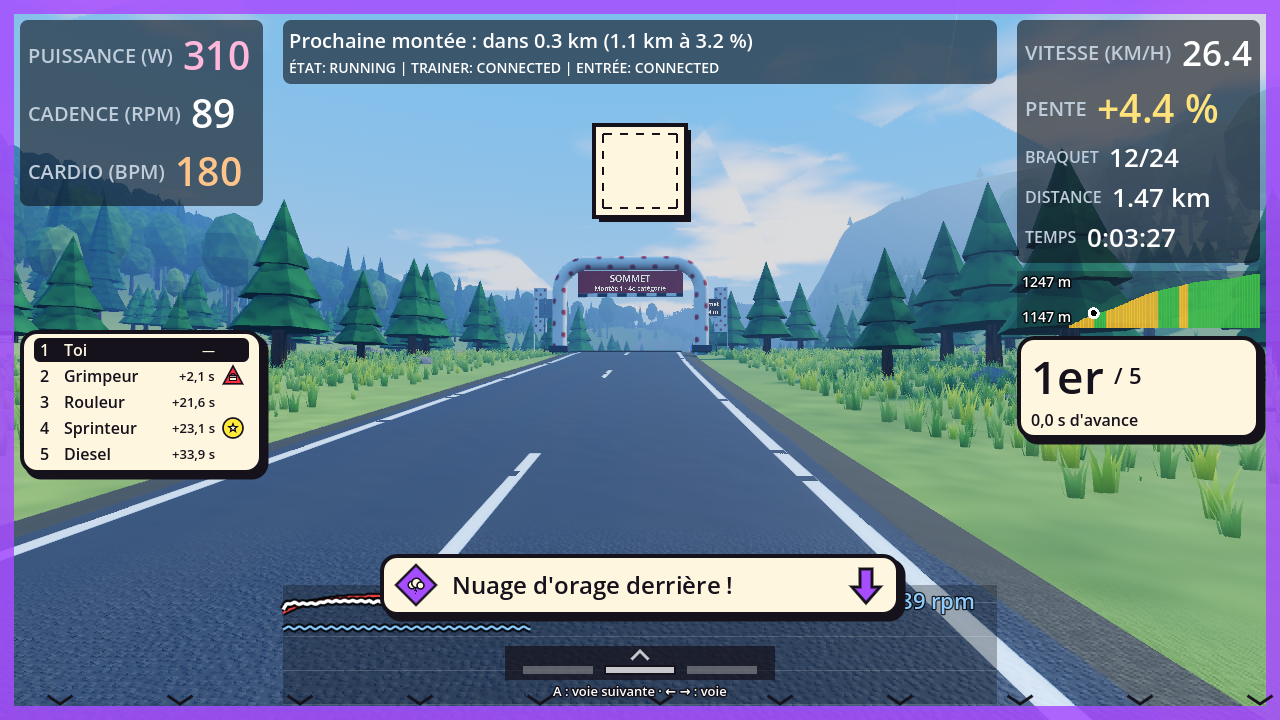 PUISSANCE (W) 310
CADENCE (RPM) 89
CARDIO (BPM) 180
Prochaine montée : dans 0.3 km (1.1 km à 3.2 %)
ÉTAT: RUNNING | TRAINER: CONNECTED | ENTRÉE: CONNECTED
VITESSE (KM/H) 26.4
PENTE +4.4 %
BRAQUET 12/24
DISTANCE 1.47 km
TEMPS 0:03:27
1247 m
1147 m
SOMMET
Montée 1 · 4e catégorie
1 Toi —
2 Grimpeur +2,1 s
3 Rouleur +21,6 s
4 Sprinteur +23,1 s
5 Diesel +33,9 s
1er / 5
0,0 s d'avance
Nuage d'orage derrière !
89 rpm
A : voie suivante · ← → : voie